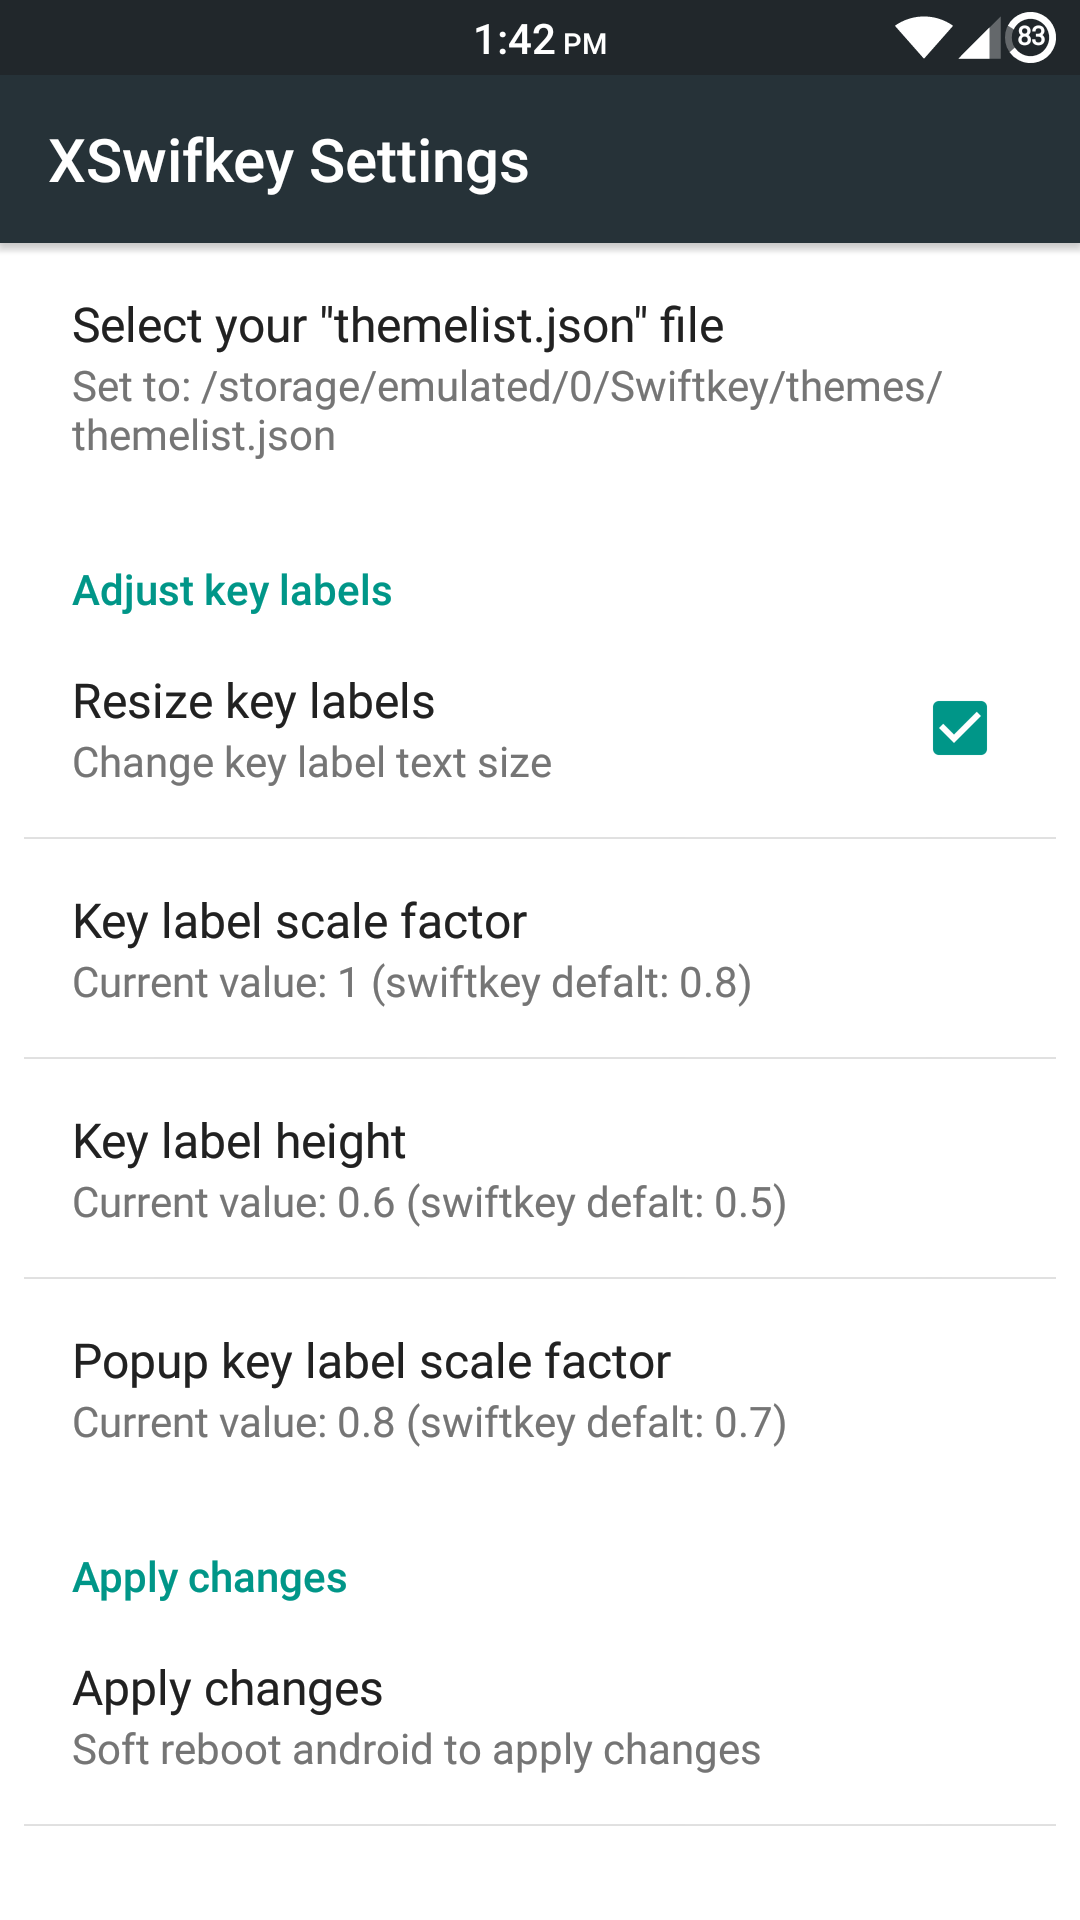 1:42 PM
83
XSwifkey Settings
Select your "themelist.json" file
Set to: /storage/emulated/0/Swiftkey/themes/
themelist.json
Adjust key labels
Resize key labels
Change key label text size
Key label scale factor
Current value: 1 (swiftkey defalt: 0.8)
Key label height
Current value: 0.6 (swiftkey defalt: 0.5)
Popup key label scale factor
Current value: 0.8 (swiftkey defalt: 0.7)
Apply changes
Apply changes
Soft reboot android to apply changes